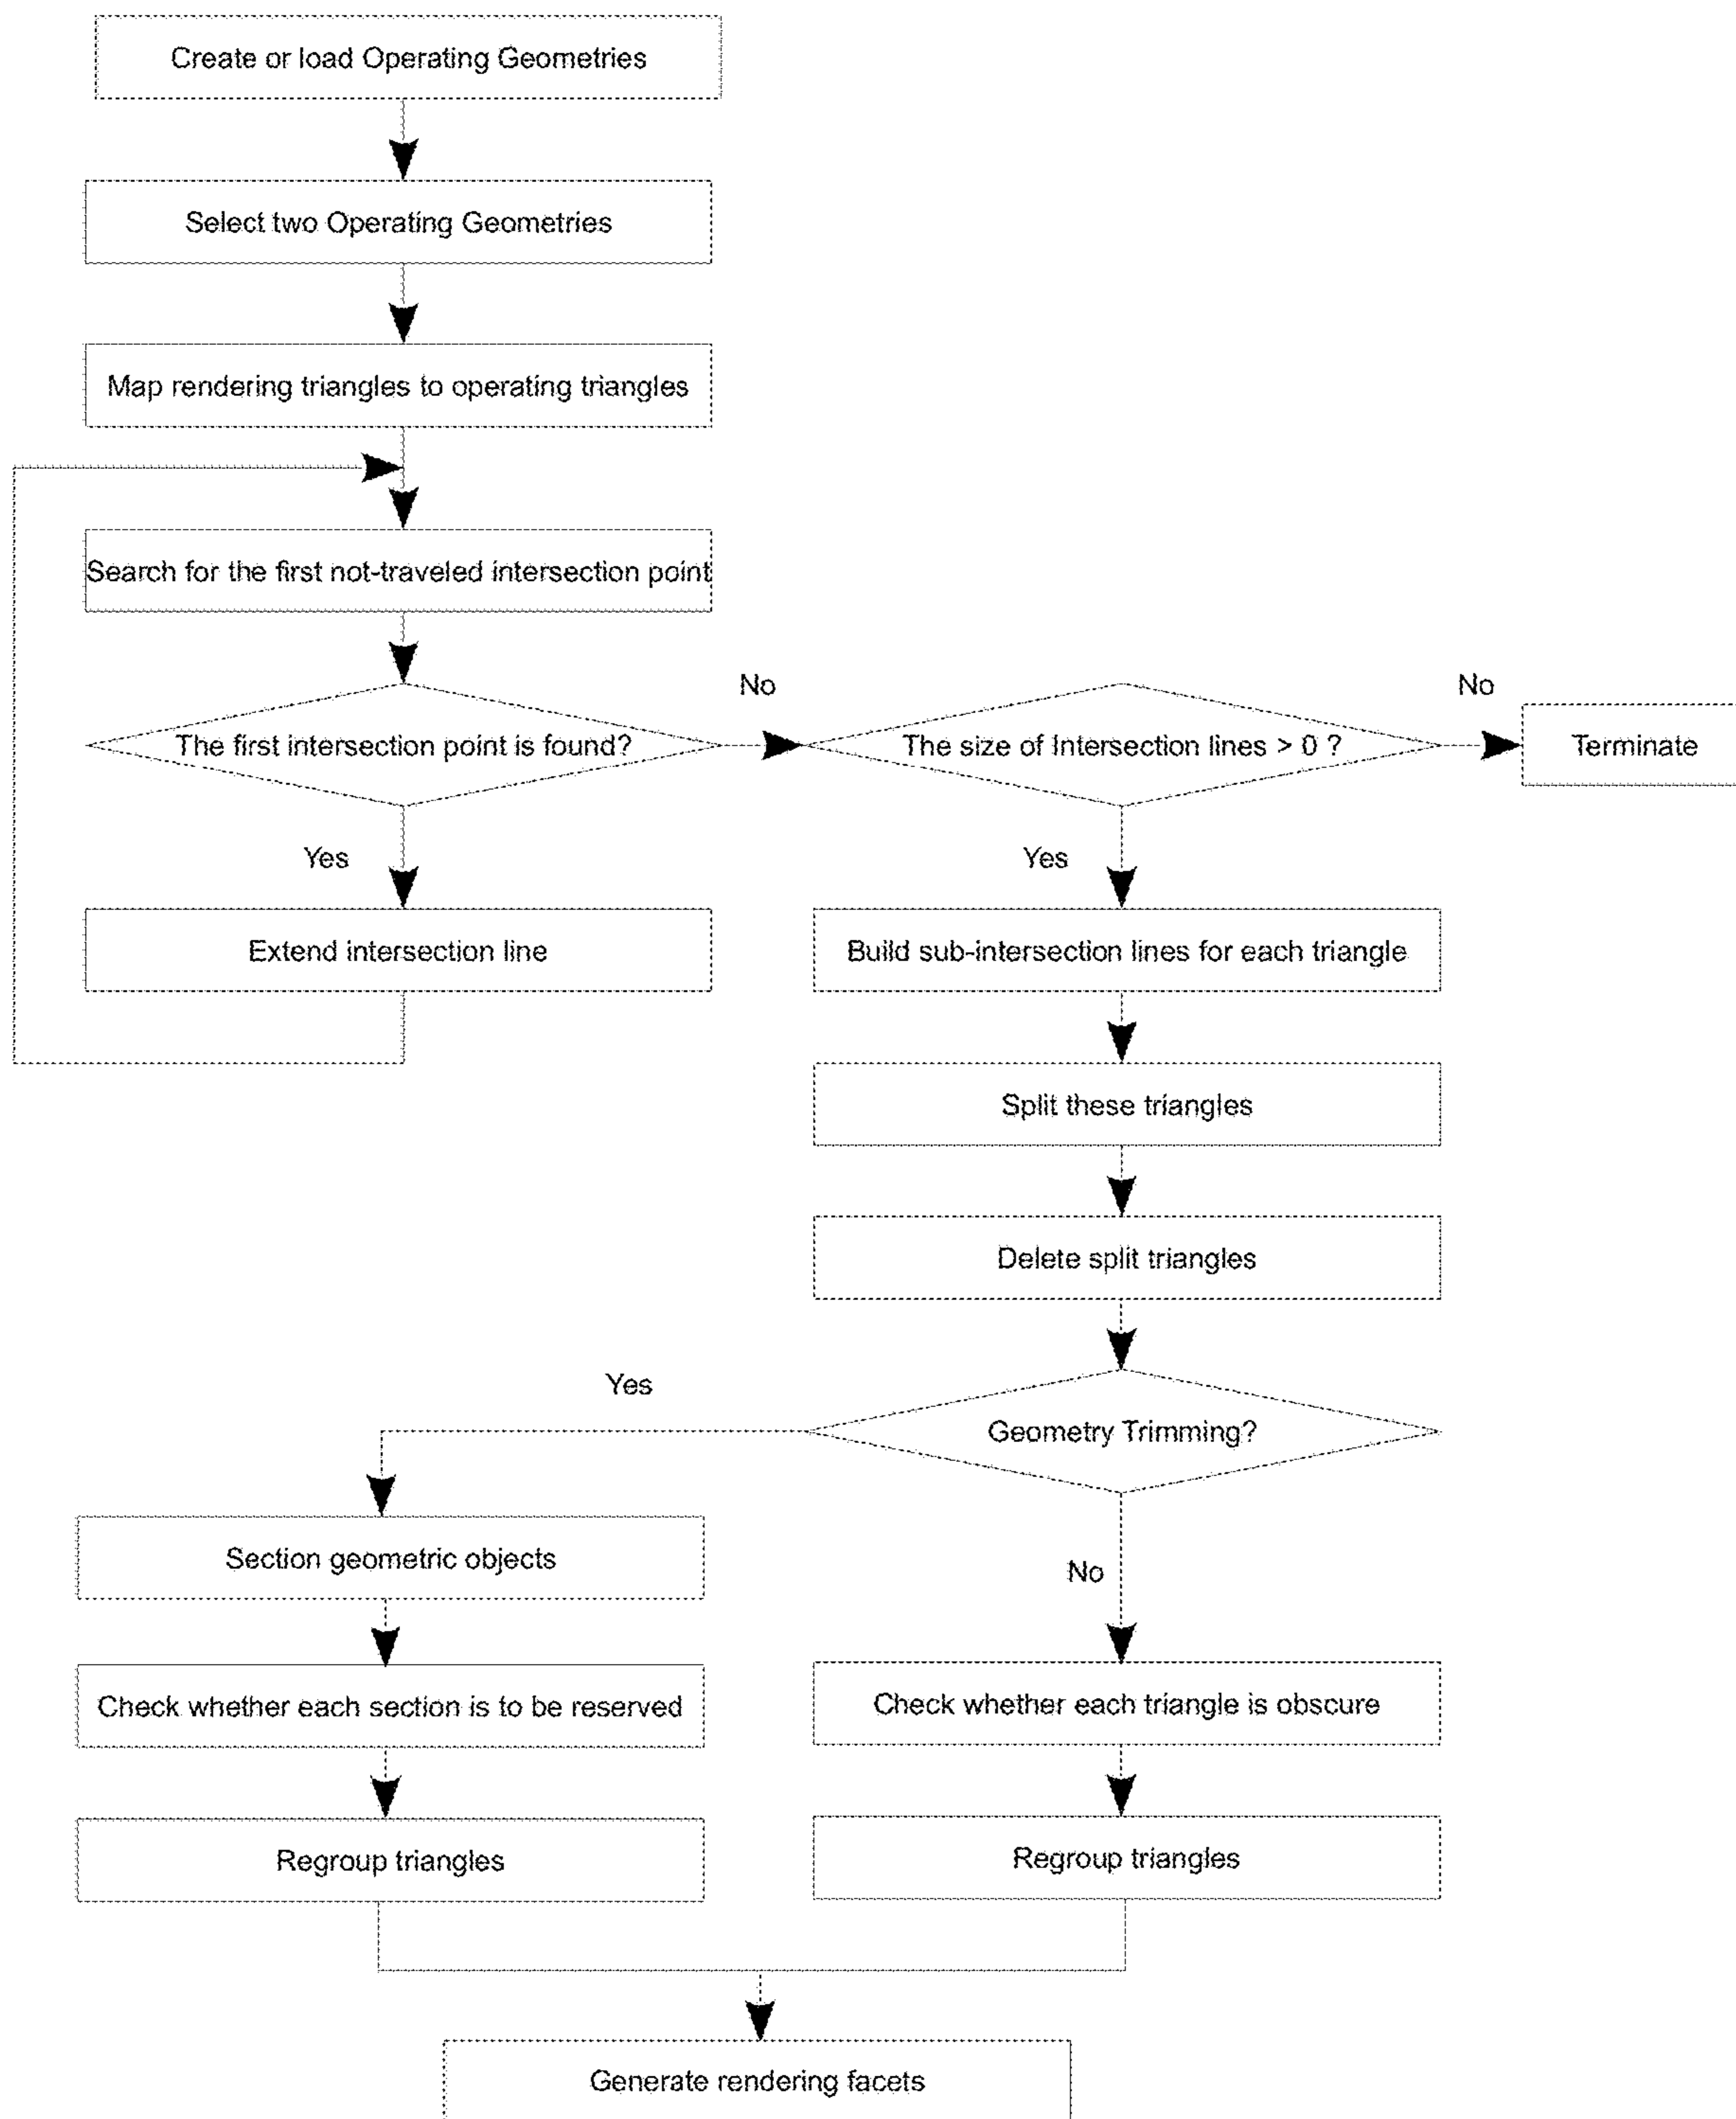 Create or load Operating Geometries
Select two Operating Geometries
Map rendering triangles to operating triangles
Search for the first not-traveled intersection point
The first intersection point is found?
No
The size of Intersection lines > 0 ?
No
Terminate
Yes
Extend intersection line
Yes
Build sub-intersection lines for each triangle
Split these triangles
Delete split triangles
Geometry Trimming?
Yes
Section geometric objects
Check whether each section is to be reserved
Regroup triangles
No
Check whether each triangle is obscure
Regroup triangles
Generate rendering facets